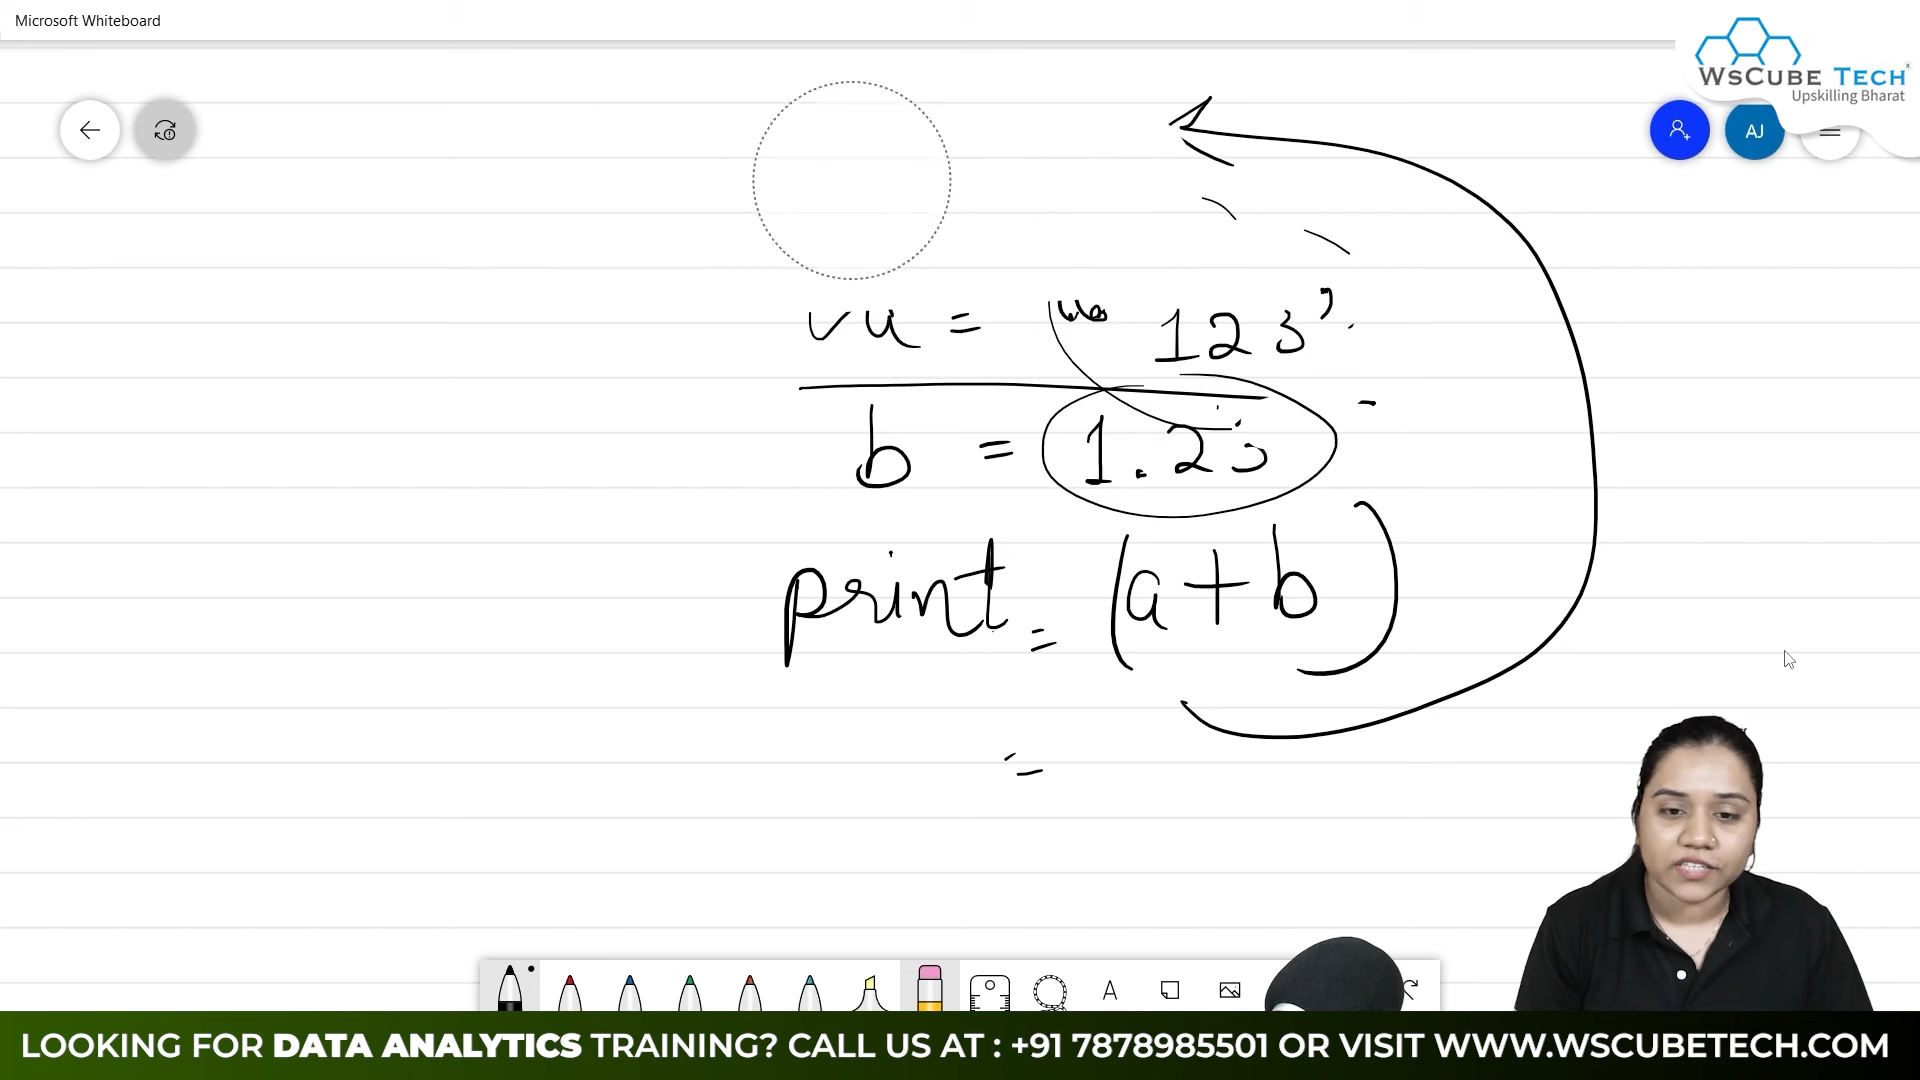 Microsoft Whiteboard
WsCube Tech
Upskilling Bharat
AJ
=
123
b = 1.23
print = (a+b)
=
LOOKING FOR DATA ANALYTICS TRAINING? CALL US AT : +91 7878985501 OR VISIT WWW.WSCUBETECH.COM